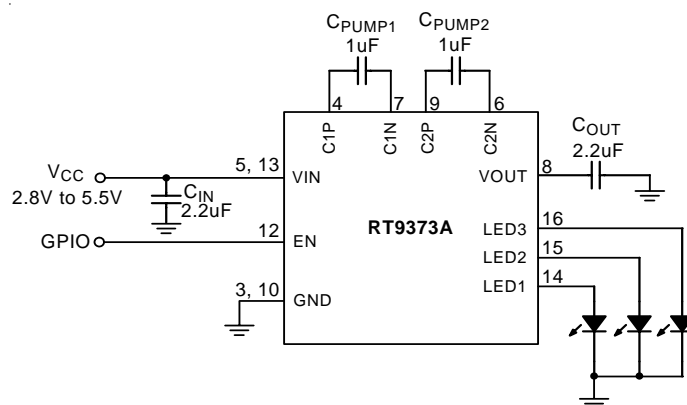 CPUMP1
1uF
CPUMP2
1uF
4
7
9
6
C1P
C1N
C2P
C2N
COUT
2.2uF
VCC
2.8V to 5.5V
5, 13
VIN
VOUT
8
CIN
2.2uF
RT9373A
LED3
16
GPIO
12
EN
LED2
15
LED1
14
3, 10
GND